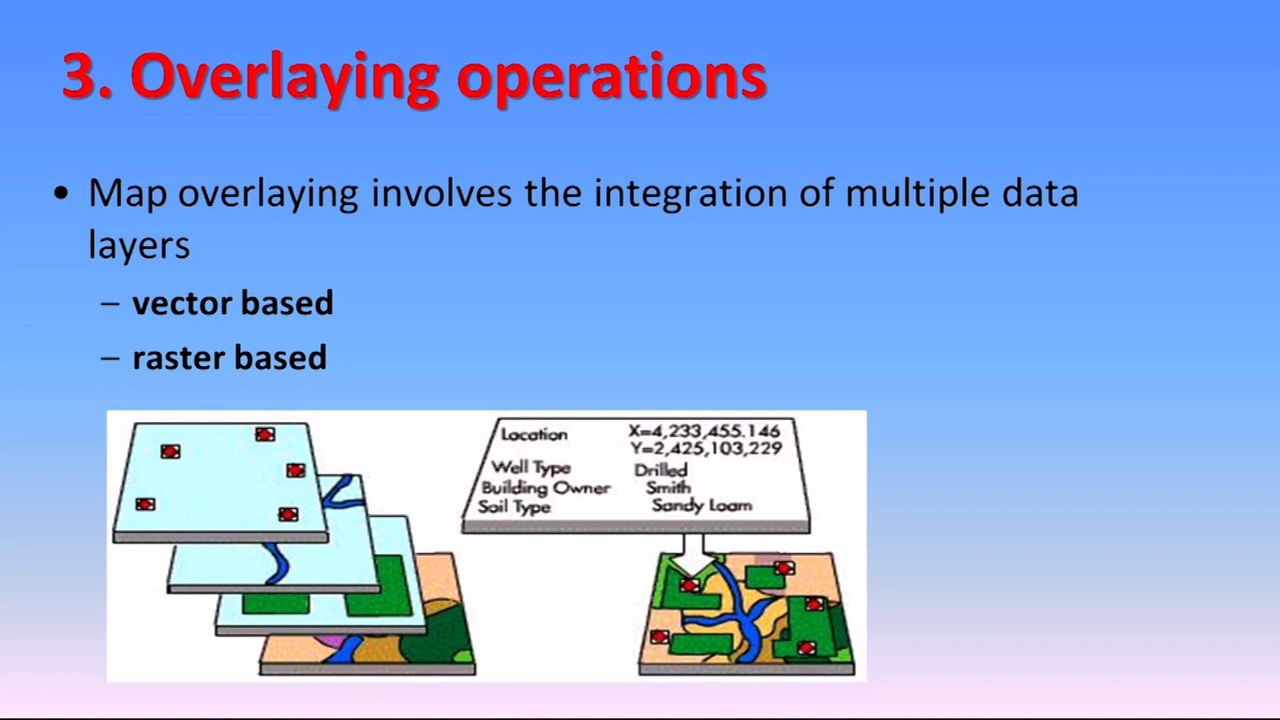 3. Overlaying operations
• Map overlaying involves the integration of multiple data
layers
– vector based
– raster based
Location X=4,233,455.146
Y=2,425,103,229
Well Type Drilled
Building Owner Smith
Soil Type Sandy Loam